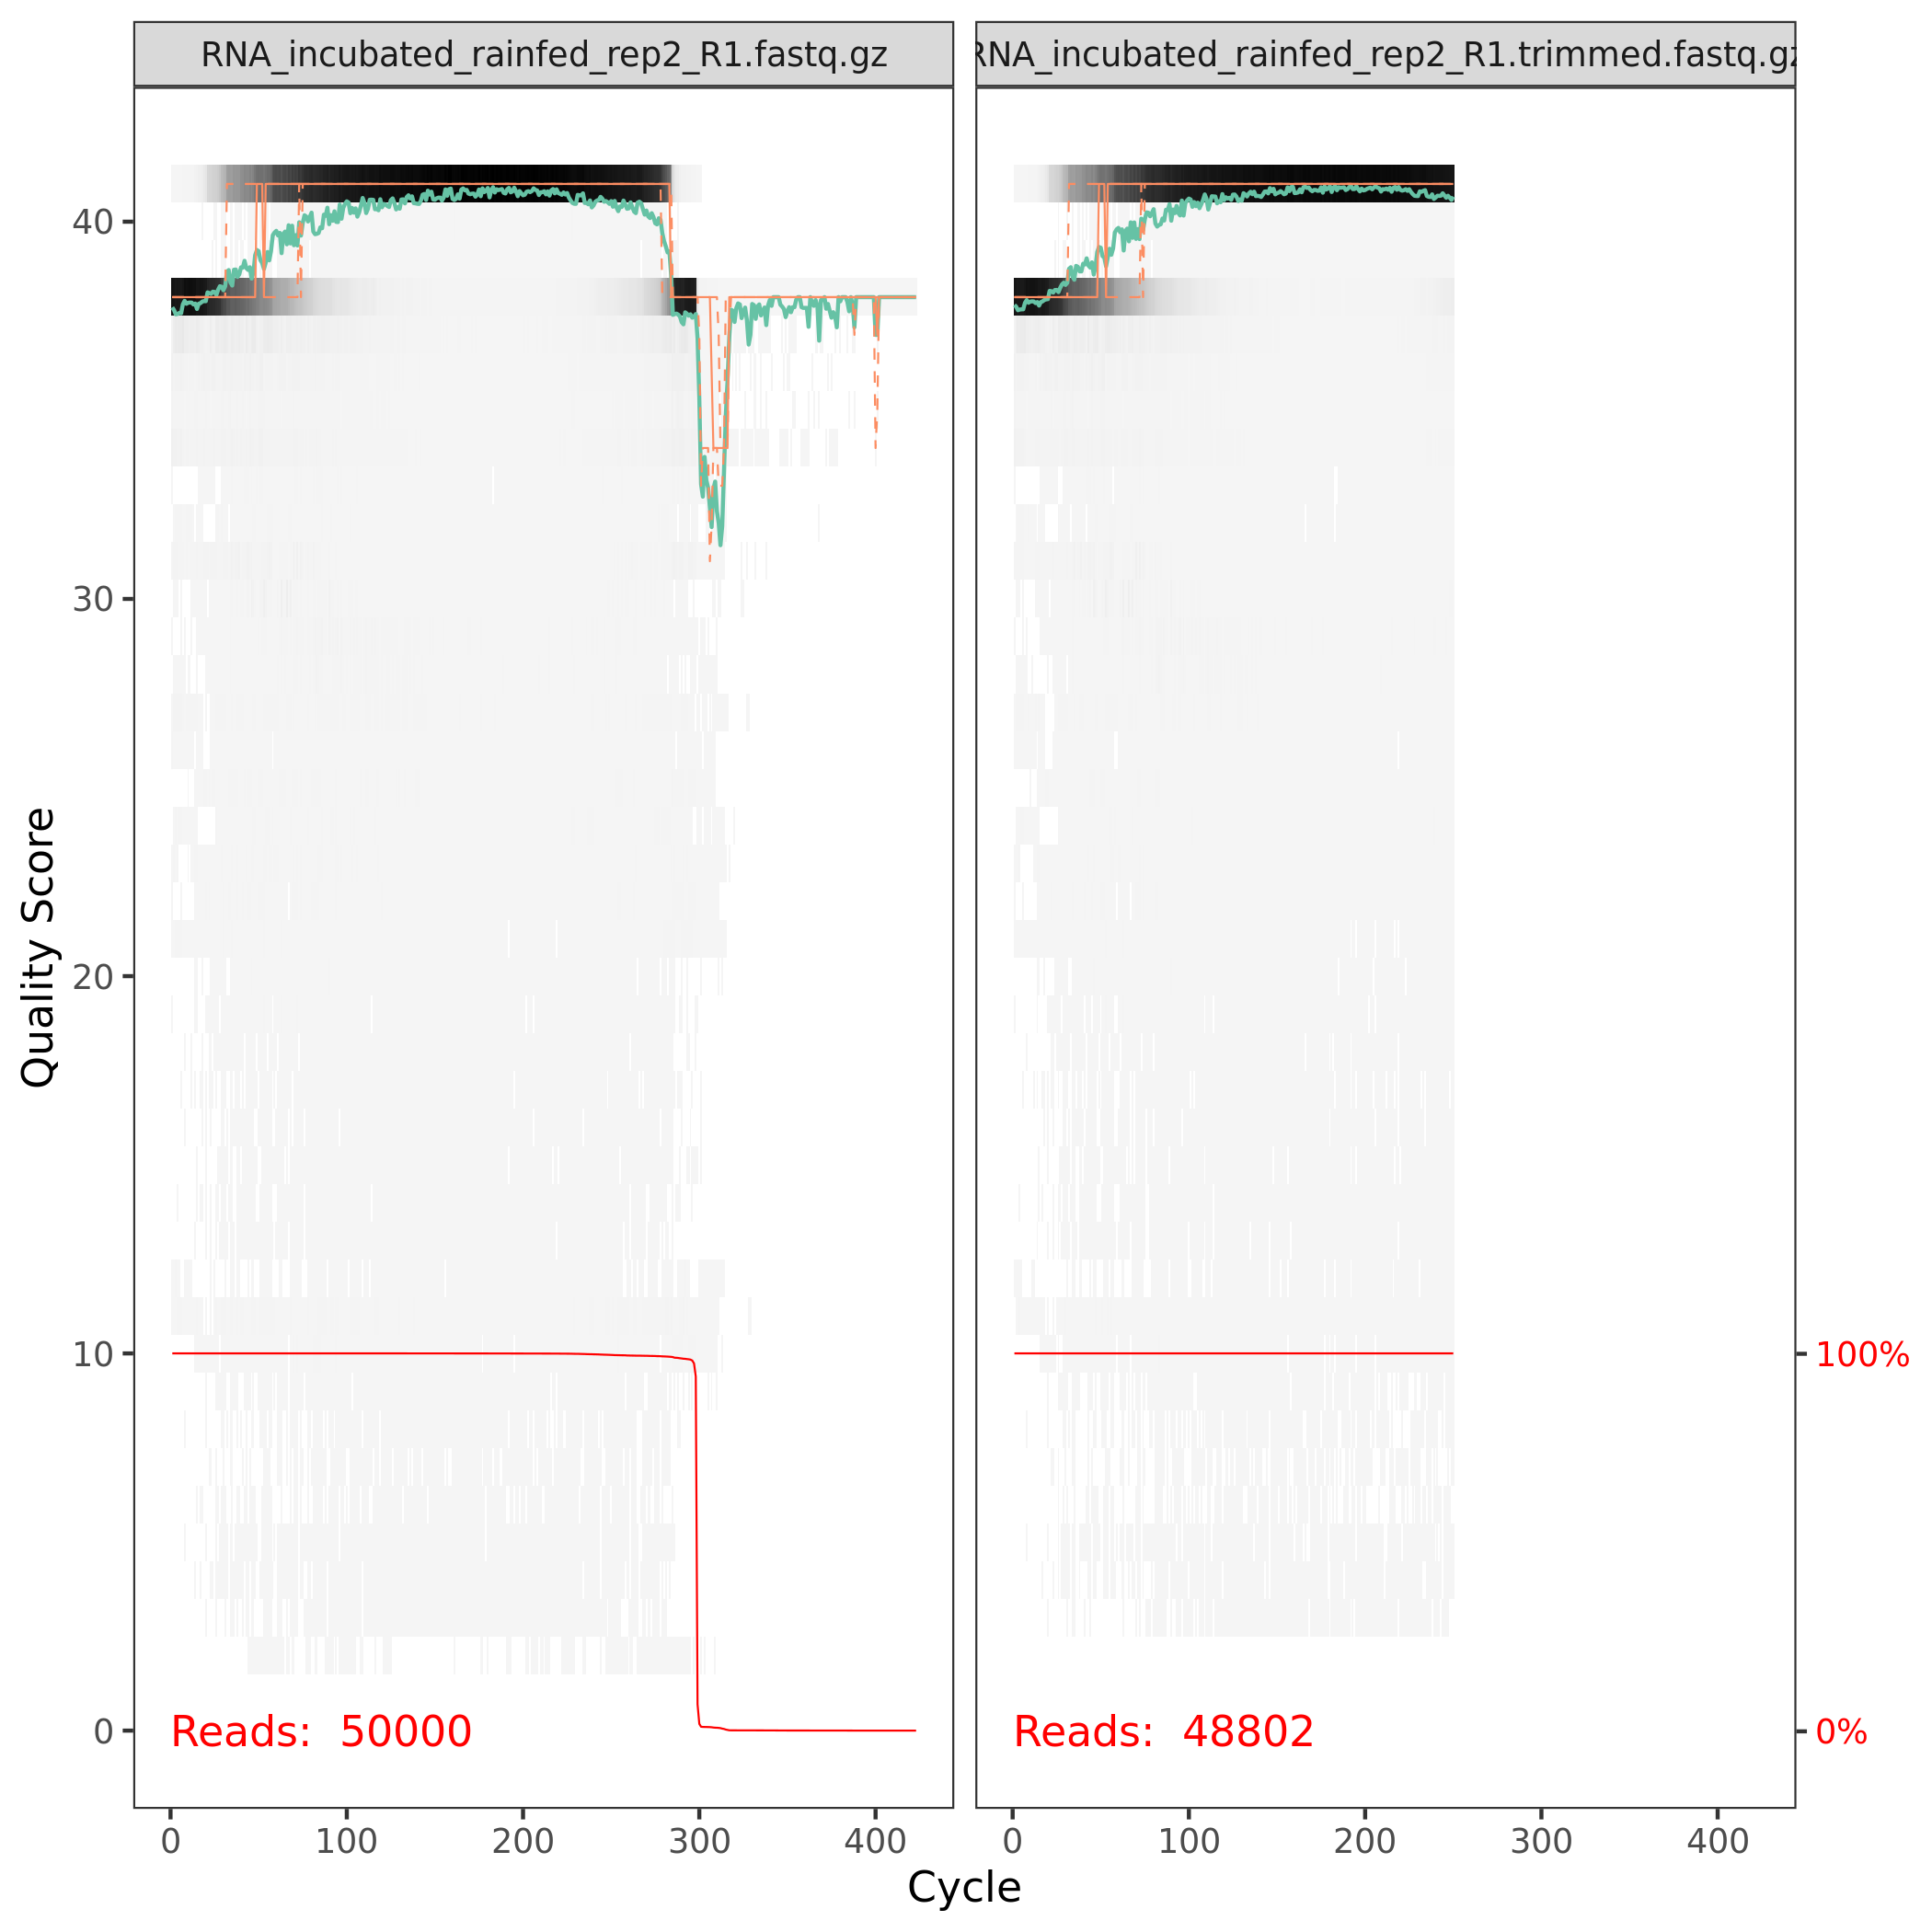 RNA_incubated_rainfed_rep2_R1.fastq.gz
RNA_incubated_rainfed_rep2_R1.trimmed.fastq.gz
Quality Score
40
30
20
10
0
Reads: 50000
Reads: 48802
100%
0%
0 100 200 300 400
0 100 200 300 400
Cycle